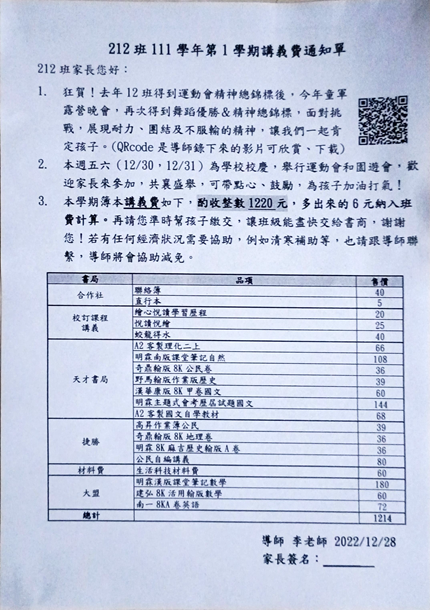 212 班 111 學年第 1 學期講義費通知單
212 班家長您好：
1. 狂賀！去年 12 班得到運動會精神總錦標後，今年童軍
露營晚會，再次得到舞蹈優勝＆精神總錦標，面對挑
戰，展現耐力、團結及不服輸的精神，讓我們一起肯
定孩子。(QRcode 是導師錄下來的影片可欣賞、下載)
2. 本週五六 (12/30，12/31) 為學校校慶，舉行運動會和園遊會，歡
迎家長來參加，共襄盛舉，可帶點心、鼓勵，為孩子加油打氣！
3. 本學期簿本講義費如下，酌收整數 1220 元，多出來的 6 元納入班
費計算。再請您準時幫孩子繳交，讓班級能盡快交給書商，謝謝
您！若有任何經濟狀況需要協助，例如清寒補助等，也請跟導師聯
繫，導師將會協助減免。
書局 品項 售價
合作社 聯絡簿 40
直行本 5
校訂課程講義 繪心悅讀學習歷程 20
悅讀悅繪 25
蛟龍得水 40
天才書局 A2 客製理化二上 66
明霖南版課堂筆記自然 108
奇鼎翰版 8K 公民卷 36
野馬翰版作業版歷史 39
漢華康版 8K 甲卷國文 60
明霖主題式會考歷屆試題國文 144
A2 客製國文自學教材 68
捷勝 高昇作業簿公民 39
奇鼎翰版 8K 地理卷 36
明霖 8K 麻吉歷史翰版 A 卷 36
公民自編講義 80
材料費 生活科技材料費 60
大盟 明霖漢版課堂筆記數學 180
建弘 8K 活用翰版數學 60
南一 8KA 卷英語 72
總計 1214
導師 李老師 2022/12/28
家長簽名：